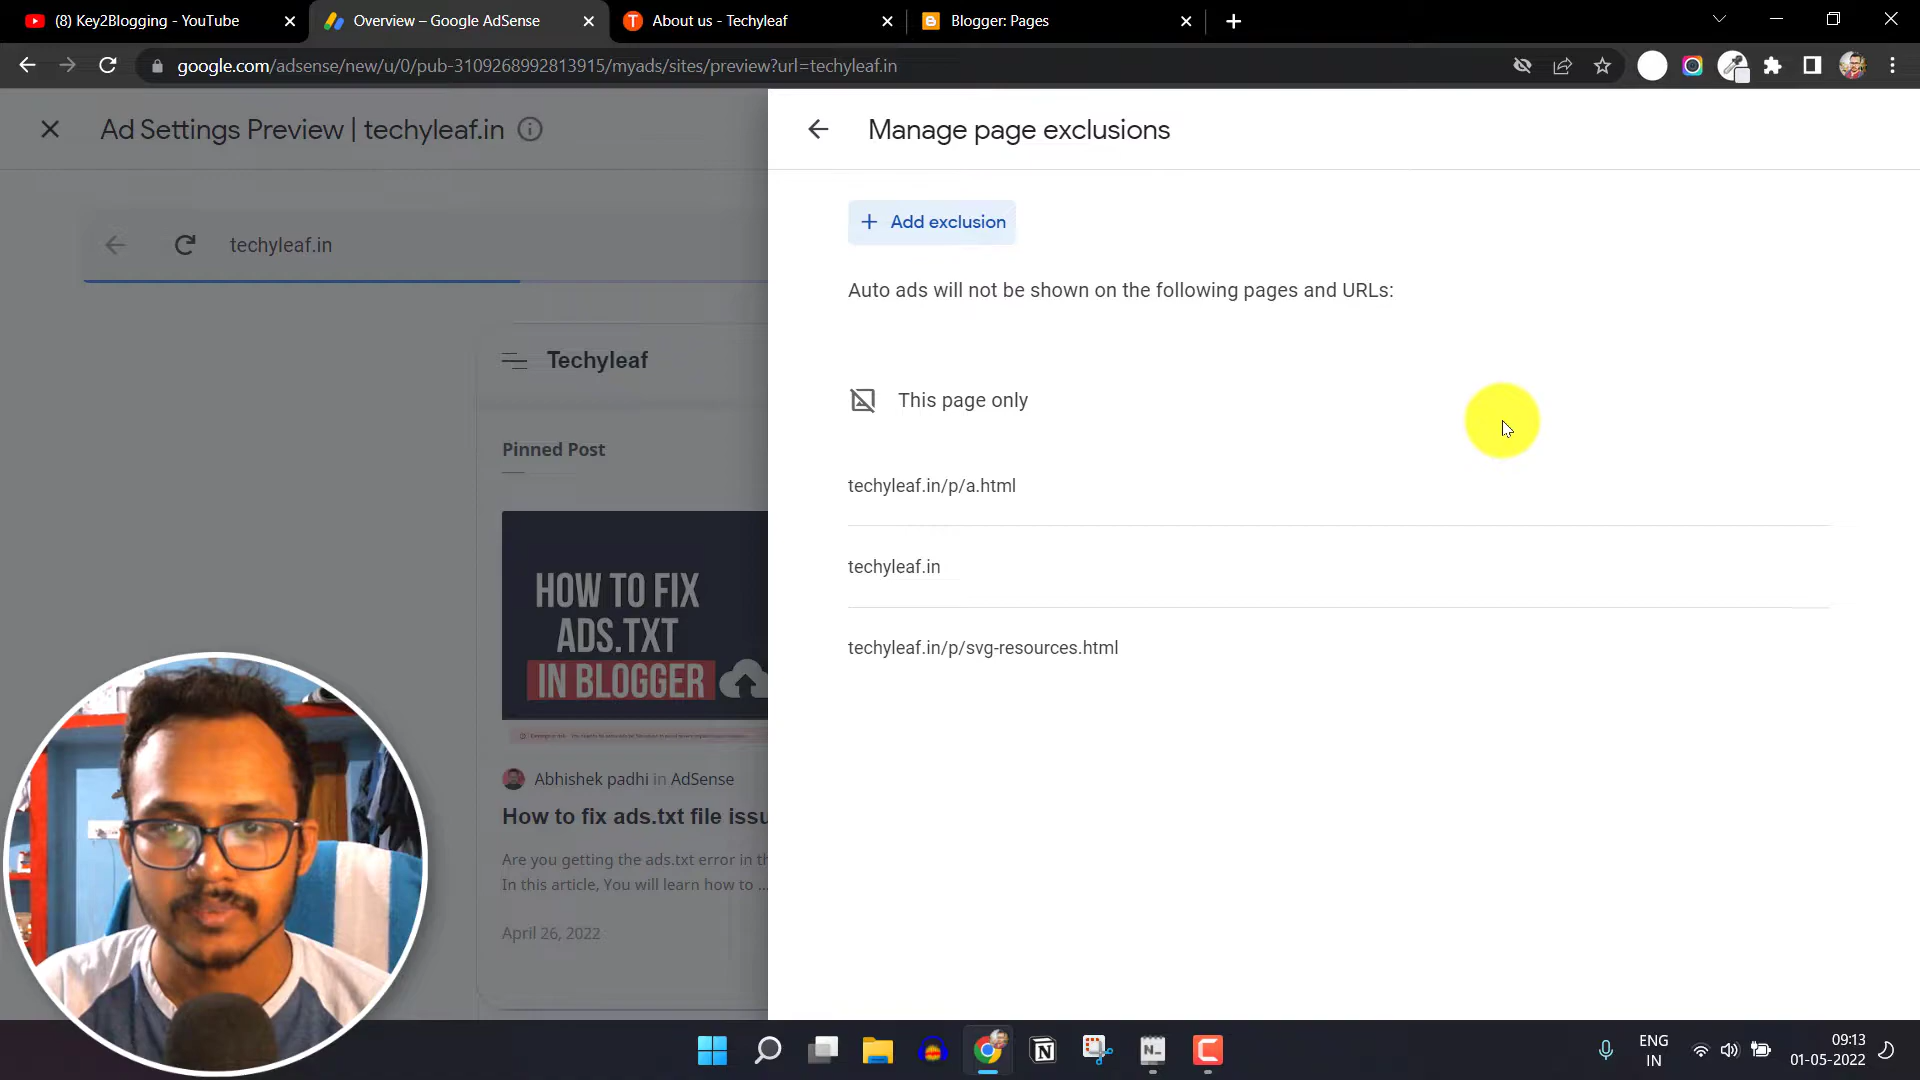 (8) Key2Blogging - YouTube
Overview – Google AdSense
About us - Techyleaf
Blogger: Pages
google.com/adsense/new/u/0/pub-3109268992813915/myads/sites/preview?url=techyleaf.in
Ad Settings Preview | techyleaf.in
Manage page exclusions
techyleaf.in
+ Add exclusion
Auto ads will not be shown on the following pages and URLs:
Techyleaf
This page only
Pinned Post
techyleaf.in/p/a.html
HOW TO FIX
ADS.TXT
IN BLOGGER
techyleaf.in
techyleaf.in/p/svg-resources.html
Abhishek padhi in AdSense
How to fix ads.txt file issu
Are you getting the ads.txt error in th
In this article, You will learn how to ...
April 26, 2022
ENG
IN
09:13
01-05-2022